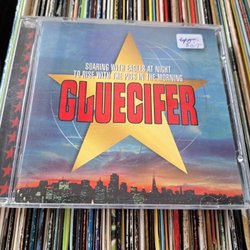 SOARING WITH EAGLES AT NIGHT
TO RISE WITH THE PIGS IN THE MORNING
GLUECIFER